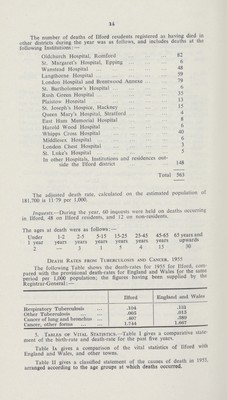 14
The number of deaths of Ilford residents registered as having died in
other districts during the year was as follows, and includes deaths at the
following Institutions:—
Oldchurch Hospital, Romford 82
St. Margaret's Hospital, Epping 6
Wanstead Hospital 48
Langthorne Hospital 59
London Hospital and Brentwood Annexe 79
St. Bartholomew's Hospital 6
Rush Green Hospital 35
Plaistow Hospital 11
St. Joseph's Hospice, Hackney 15
Queen Mary's Hospital, Stratford 4
East Ham Memorial Hospital 8
Harold Wood Hospital
Whipps Cross Hospital 40
Middlesex Hospital 6
London Chest Hospital 3
St. Luke's Hospital 5
In other Hospitals, Institutions and residences out-
side the Ilford district 148
Total 563
The adjusted death rate, calculated on the estimated population of
181,700 is 11·79 per 1,000.
Inquests—During the year, 60 inquests were held on deaths occurring
in Ilford, 48 on Ilford residents, and 12 on non-residents.
The ages at death were as follows:—
Under 1-2 2-5 5-15 15-25 25-45 45-65 65 years and
1 year years years years years years years upwards
2 — 3 1 5 4 15 30
Death Rates from Tuberculosis and Cancer, 1955
The following Table shows the death-rates for 1955 for Ilford, com-
pared with the provisional death-rates for England and Wales for the same
period per 1,000 population; the figures having been supplied by the
Registrar-General:—
Ilford England and Wales
Respiratory Tuberculosis .104 .131
Other Tuberculosis .005 .015
Cancer of lung and bronchus .407 .389
Cancer, other forms 1.744 1.667
5. Tables of Vital Statistics.—Table I gives a comparative state-
ment of the birth-rate and death-rate for the past five years.
Table Ia gives a comparison of the vital statistics of Ilford with
England and Wales, and other towns.
Table II gives a classified statement of the causes of death in 1955,
arranged according to the age groups at which deaths occurred.